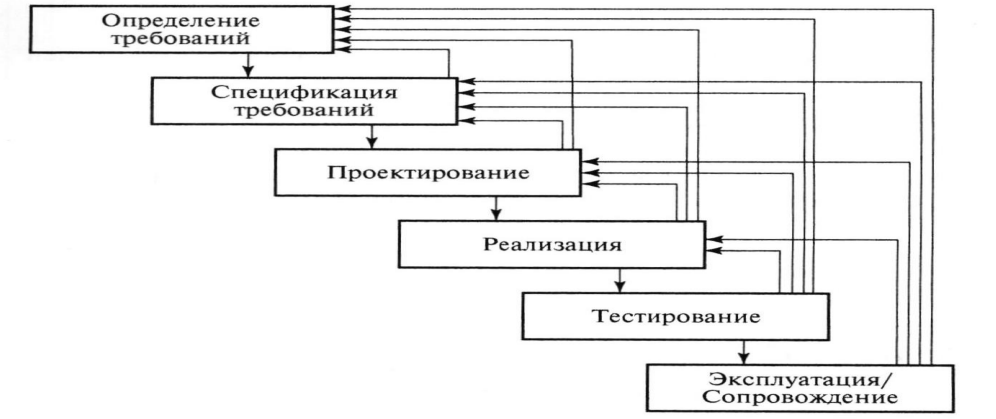 Определение
требований
Спецификация
требований
Проектирование
Реализация
Тестирование
Эксплуатация/
Сопровождение